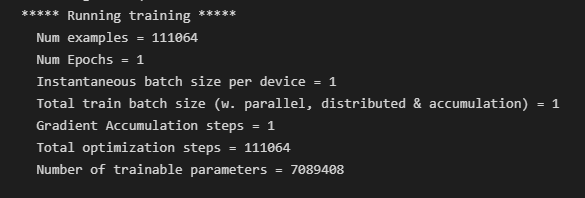 ***** Running training *****
Num examples = 111064
Num Epochs = 1
Instantaneous batch size per device = 1
Total train batch size (w. parallel, distributed & accumulation) = 1
Gradient Accumulation steps = 1
Total optimization steps = 111064
Number of trainable parameters = 7089408